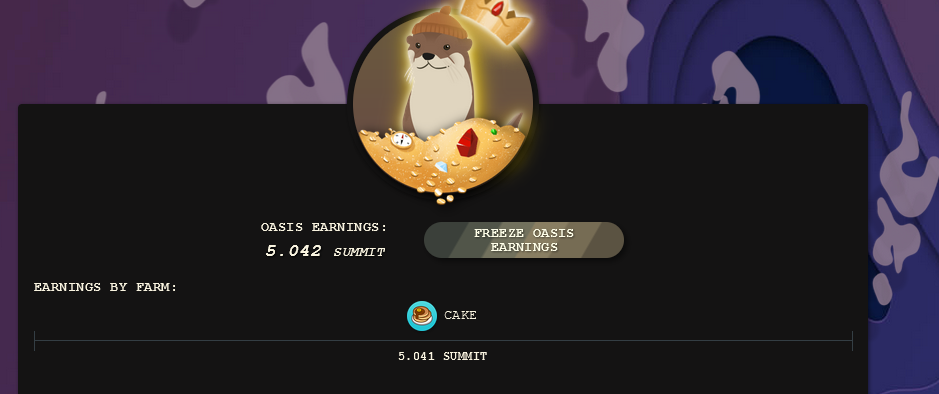 OASIS EARNINGS:
5.042 SUMMIT
FREEZE OASIS
EARNINGS
EARNINGS BY FARM:
CAKE
5.041 SUMMIT